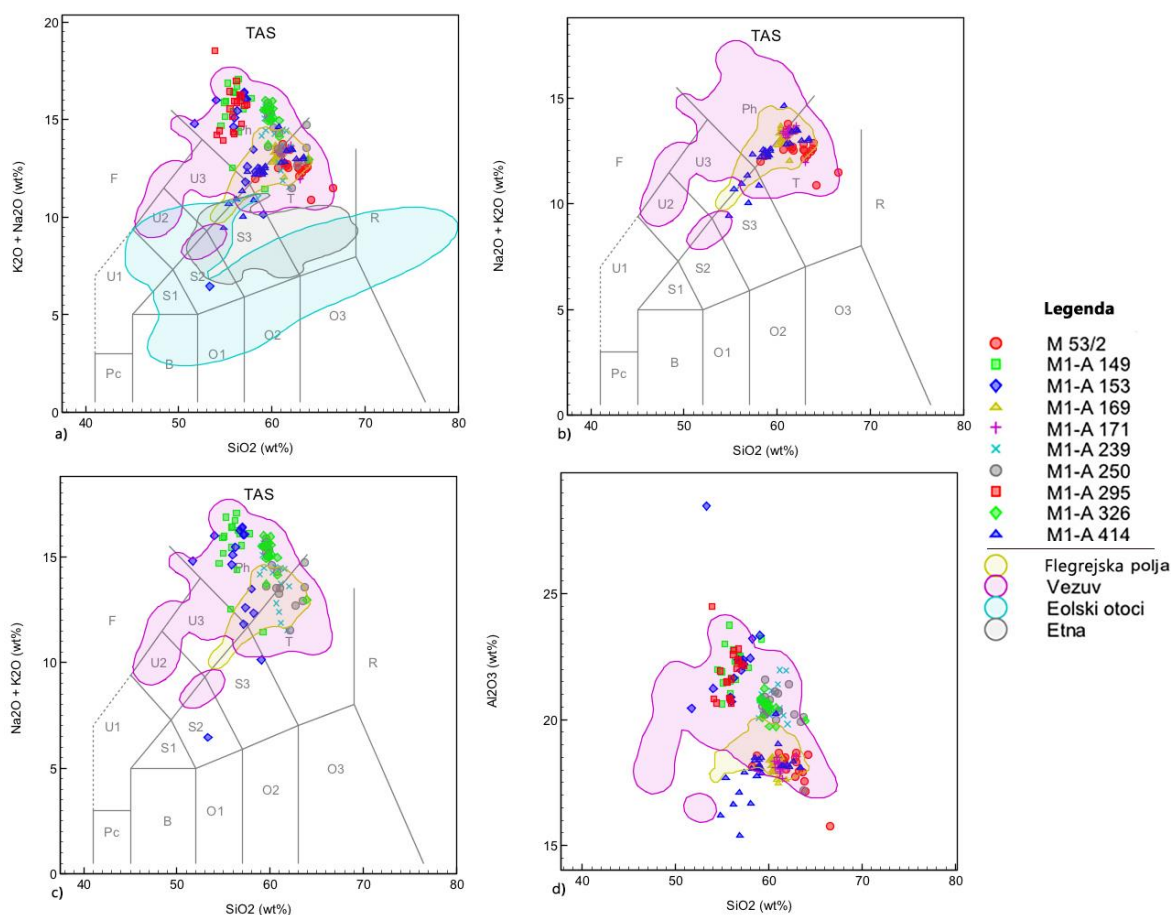 TAS
20
15
10
5
0
K2O + Na2O (wt%)
F
U3
Ph
U2
T
R
S3
U1
S2
S1
O3
O2
O1
B
Pc
a)
40
50
60
70
80
SiO2 (wt%)
TAS
15
10
5
0
Na2O + K2O (wt%)
Ph
F
U3
T
U2
R
S3
U1
S2
S1
O3
O2
O1
B
Pc
b)
40
50
60
70
80
SiO2 (wt%)
TAS
15
10
5
0
Na2O + K2O (wt%)
Ph
F
U3
T
U2
R
S3
U1
S2
S1
O3
O2
O1
B
Pc
c)
40
50
60
70
80
SiO2 (wt%)
25
20
15
Al2O3 (wt%)
d)
40
50
60
70
80
SiO2 (wt%)
Legenda
M 53/2
M1-A 149
M1-A 153
M1-A 169
M1-A 171
M1-A 239
M1-A 250
M1-A 295
M1-A 326
M1-A 414
Flegrejska polja
Vezuv
Eolski otoci
Etna